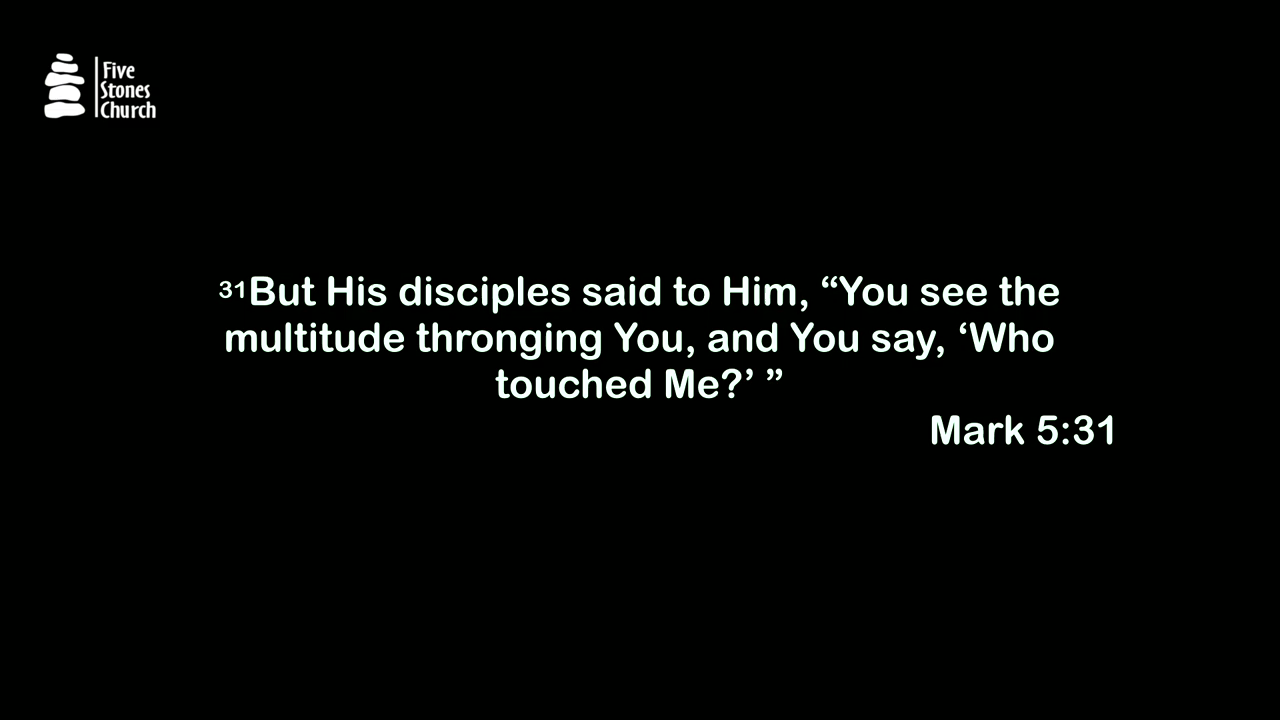 Five
Stones
Church
31But His disciples said to Him, “You see the
multitude thronging You, and You say, ‘Who
touched Me?’ ”
Mark 5:31